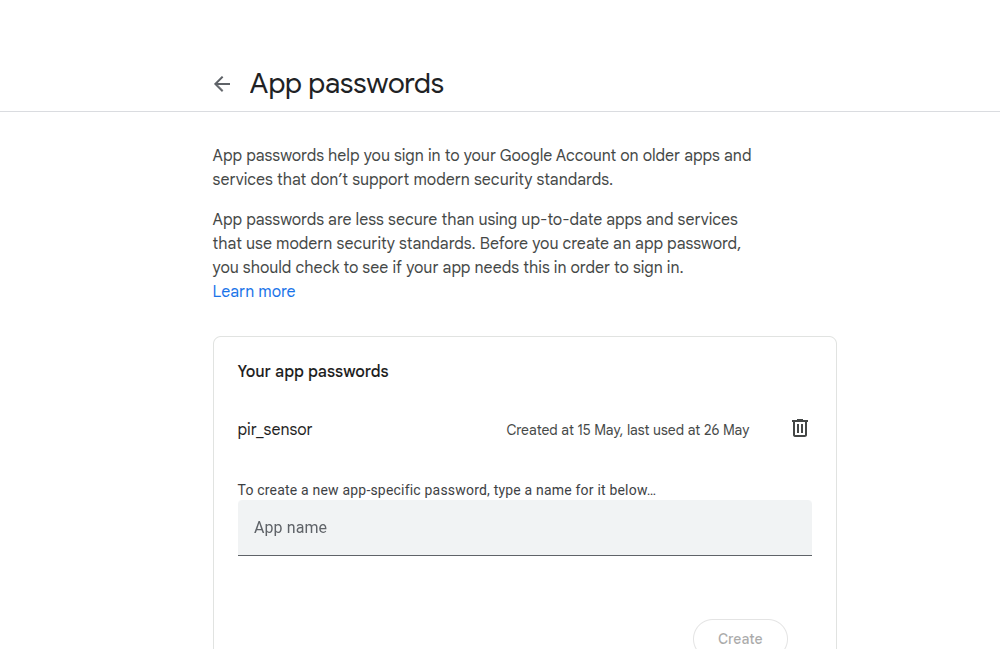 App passwords
App passwords help you sign in to your Google Account on older apps and
services that don’t support modern security standards.
App passwords are less secure than using up-to-date apps and services
that use modern security standards. Before you create an app password,
you should check to see if your app needs this in order to sign in.
Learn more
Your app passwords
pir_sensor Created at 15 May, last used at 26 May
To create a new app-specific password, type a name for it below...
App name
Create